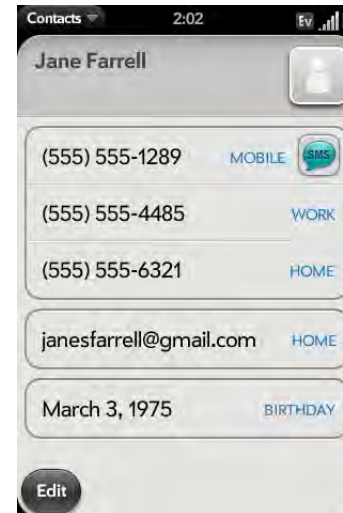 Contacts 2:02 Ev
Jane Farrell
(555) 555-1289 MOBILE SMS
(555) 555-4485 WORK
(555) 555-6321 HOME
janesfarrell@gmail.com HOME
March 3, 1975 BIRTHDAY
Edit